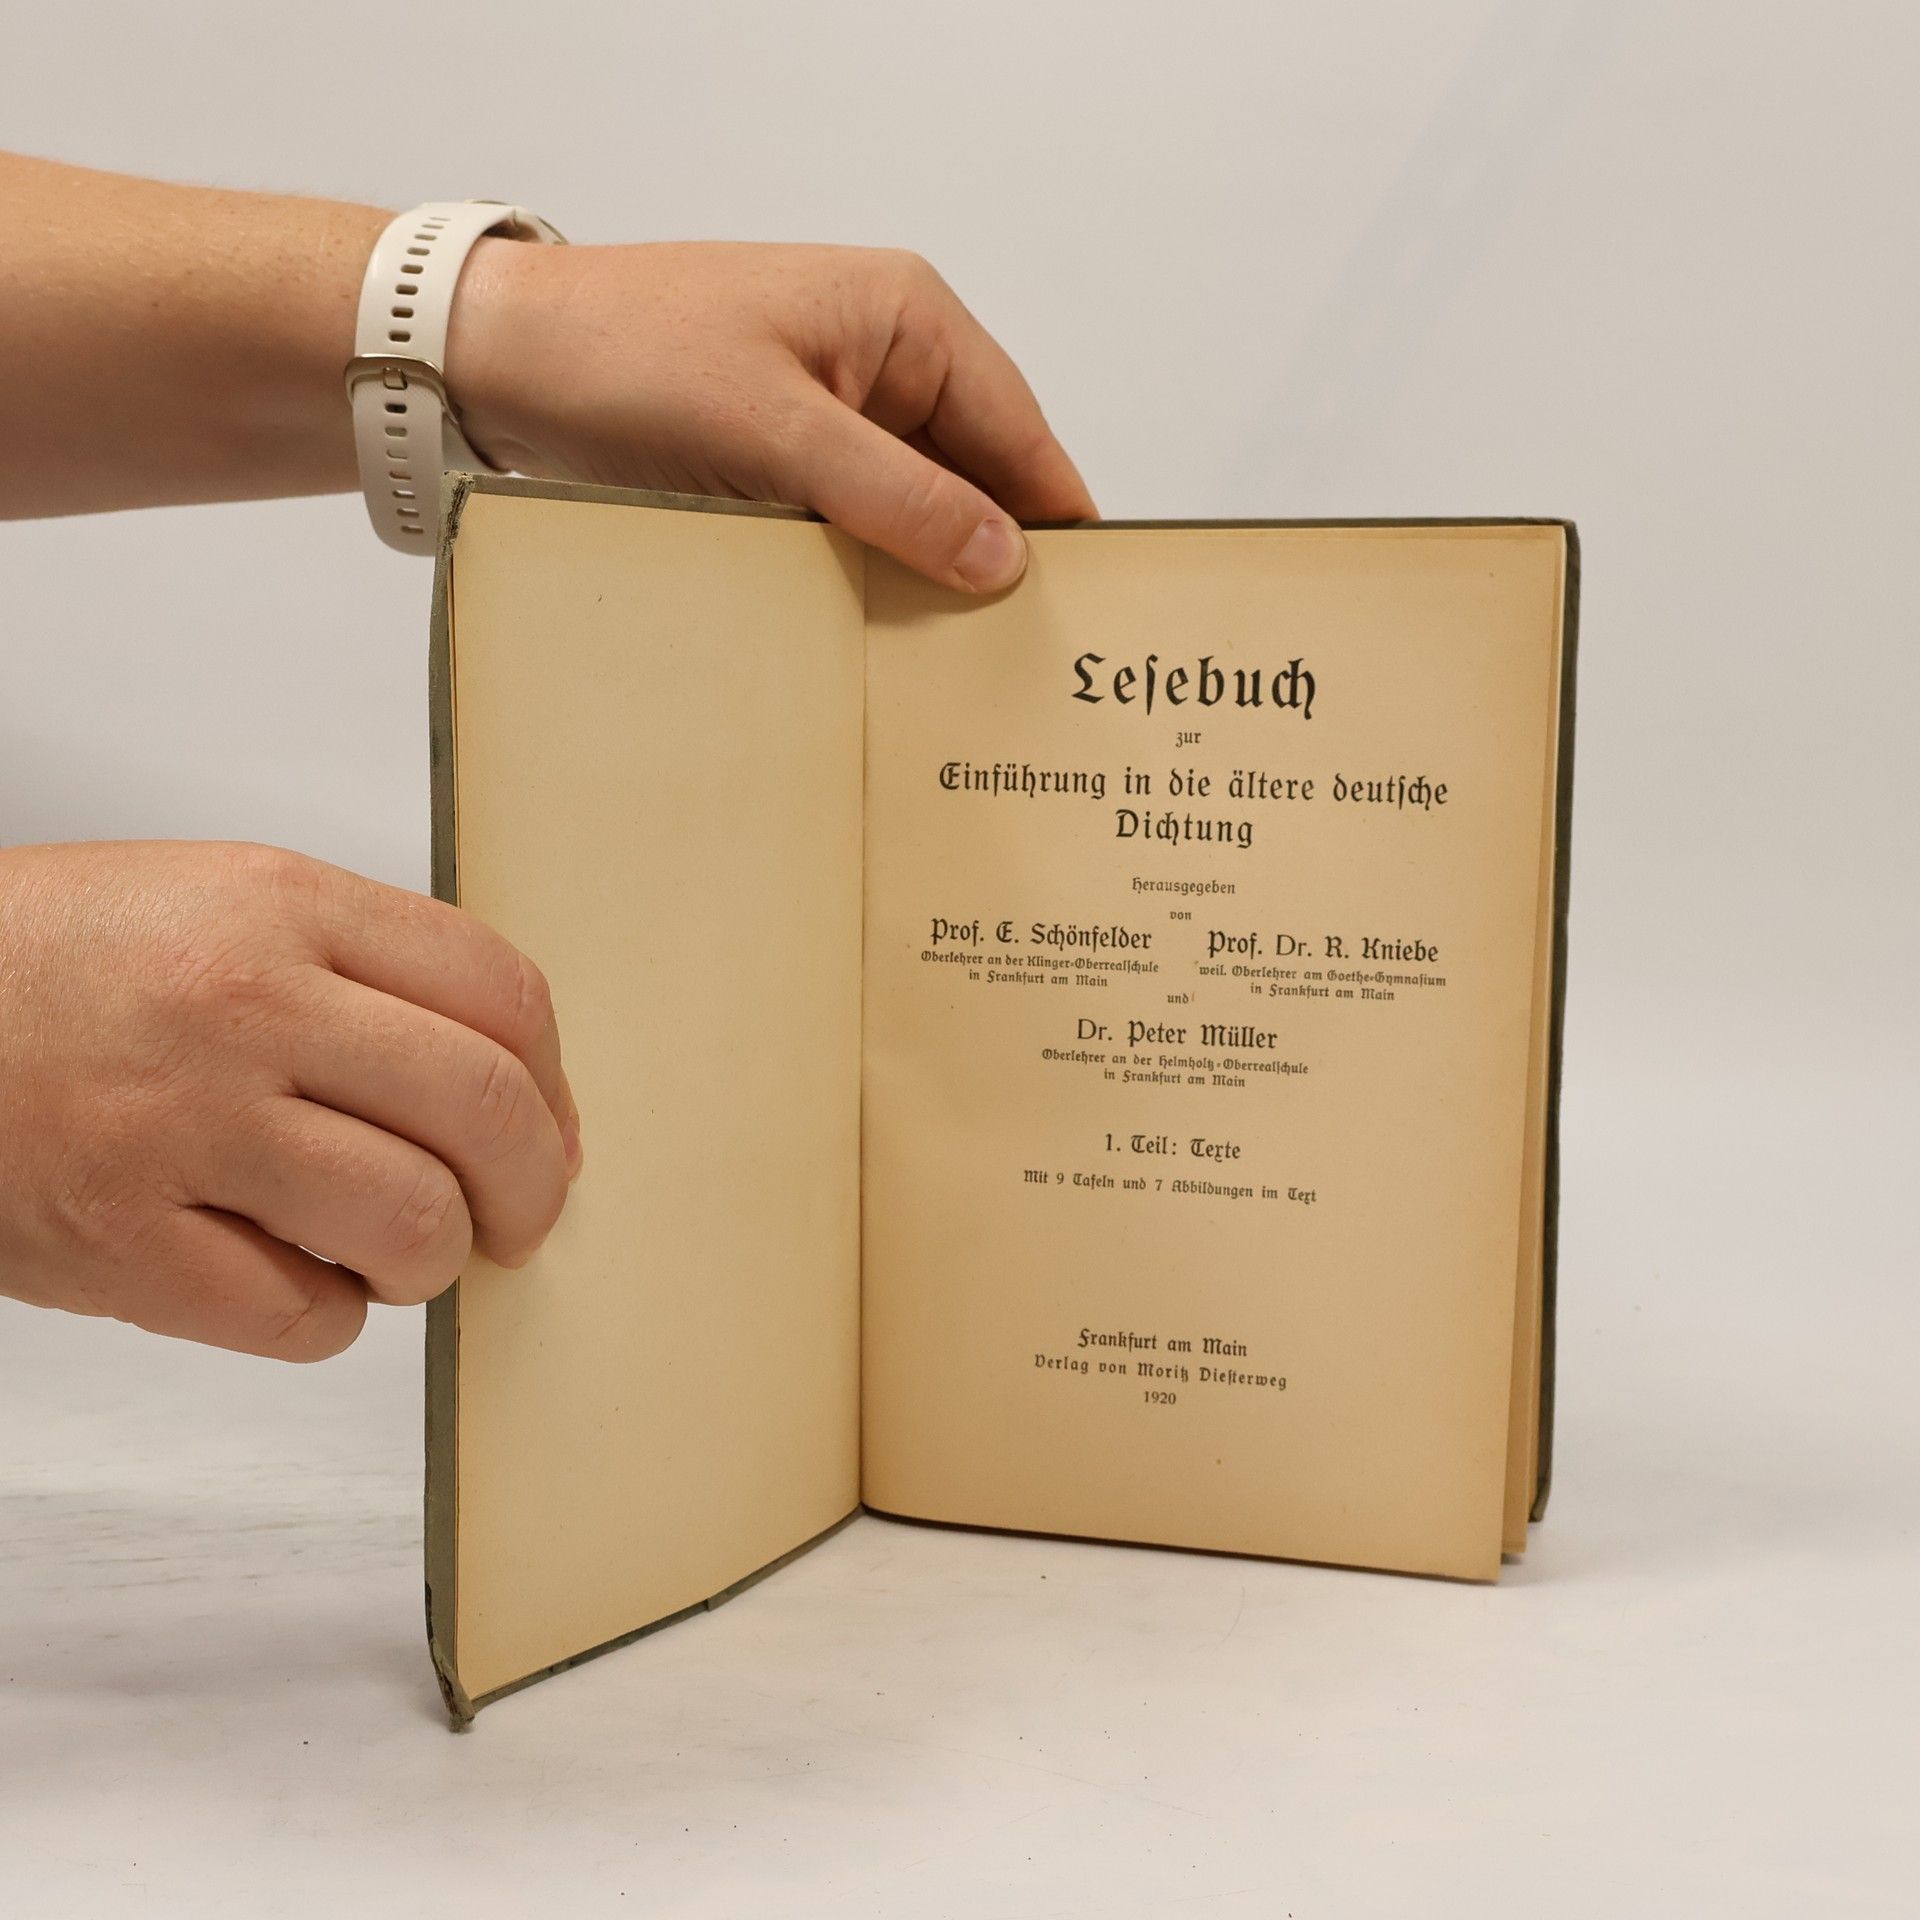 Lesebuch
zur
Einführung in die ältere deutsche
Dichtung
Herausgegeben
von
Prof. E. Schönfelder
Oberlehrer an der Klinger-Oberrealschule
in Frankfurt am Main
Prof. Dr. R. Kniebe
weil. Oberlehrer am Goethe-Gymnasium
in Frankfurt am Main
und
Dr. Peter Müller
Oberlehrer an der Helmholtz-Oberrealschule
in Frankfurt am Main
1. Teil: Texte
Mit 9 Tafeln und 7 Abbildungen im Text
Frankfurt am Main
Verlag von Moritz Diesterweg
1920